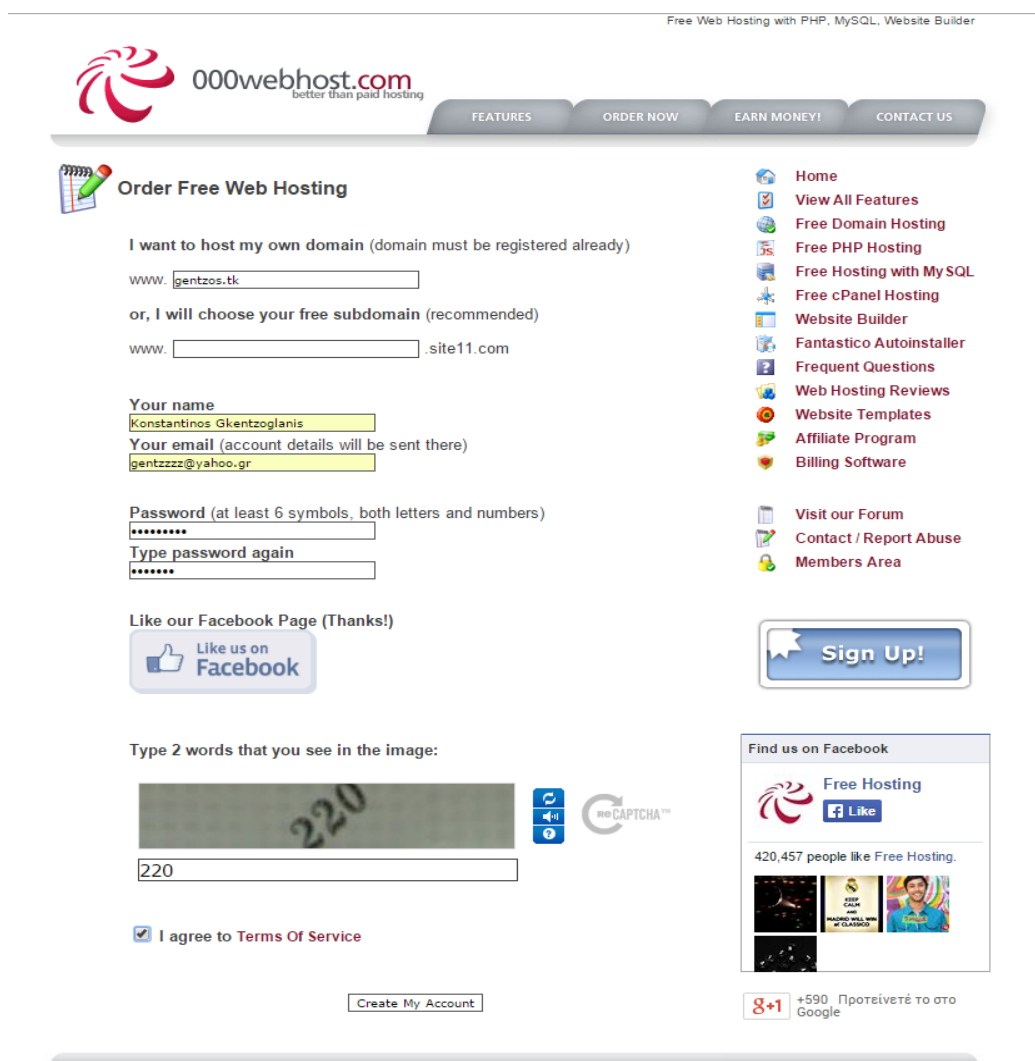 Free Web Hosting with PHP, MySQL, Website Builder
000webhost.com
better than paid hosting
FEATURES
ORDER NOW
EARN MONEY!
CONTACT US
Order Free Web Hosting
I want to host my own domain (domain must be registered already)
www. gentzos.tk
or, I will choose your free subdomain (recommended)
www. .site11.com
Your name
Konstantinos Gkentzoglanis
Your email (account details will be sent there)
gentzzzz@yahoo.gr
Password (at least 6 symbols, both letters and numbers)
•••••••••
Type password again
•••••••
Like our Facebook Page (Thanks!)
Like us on
Facebook
Type 2 words that you see in the image:
220
reCAPTCHA™
220
I agree to Terms Of Service
Create My Account
Home
View All Features
Free Domain Hosting
Free PHP Hosting
Free Hosting with MySQL
Free cPanel Hosting
Website Builder
Fantastico Autoinstaller
Frequent Questions
Web Hosting Reviews
Website Templates
Affiliate Program
Billing Software
Visit our Forum
Contact / Report Abuse
Members Area
Sign Up!
Find us on Facebook
Free Hosting
Like
420,457 people like Free Hosting.
KEEP
CALM
AND
MADRID WILL WIN
el CLASSICO
g+1 +590 Προτείνετέ το στο
Google